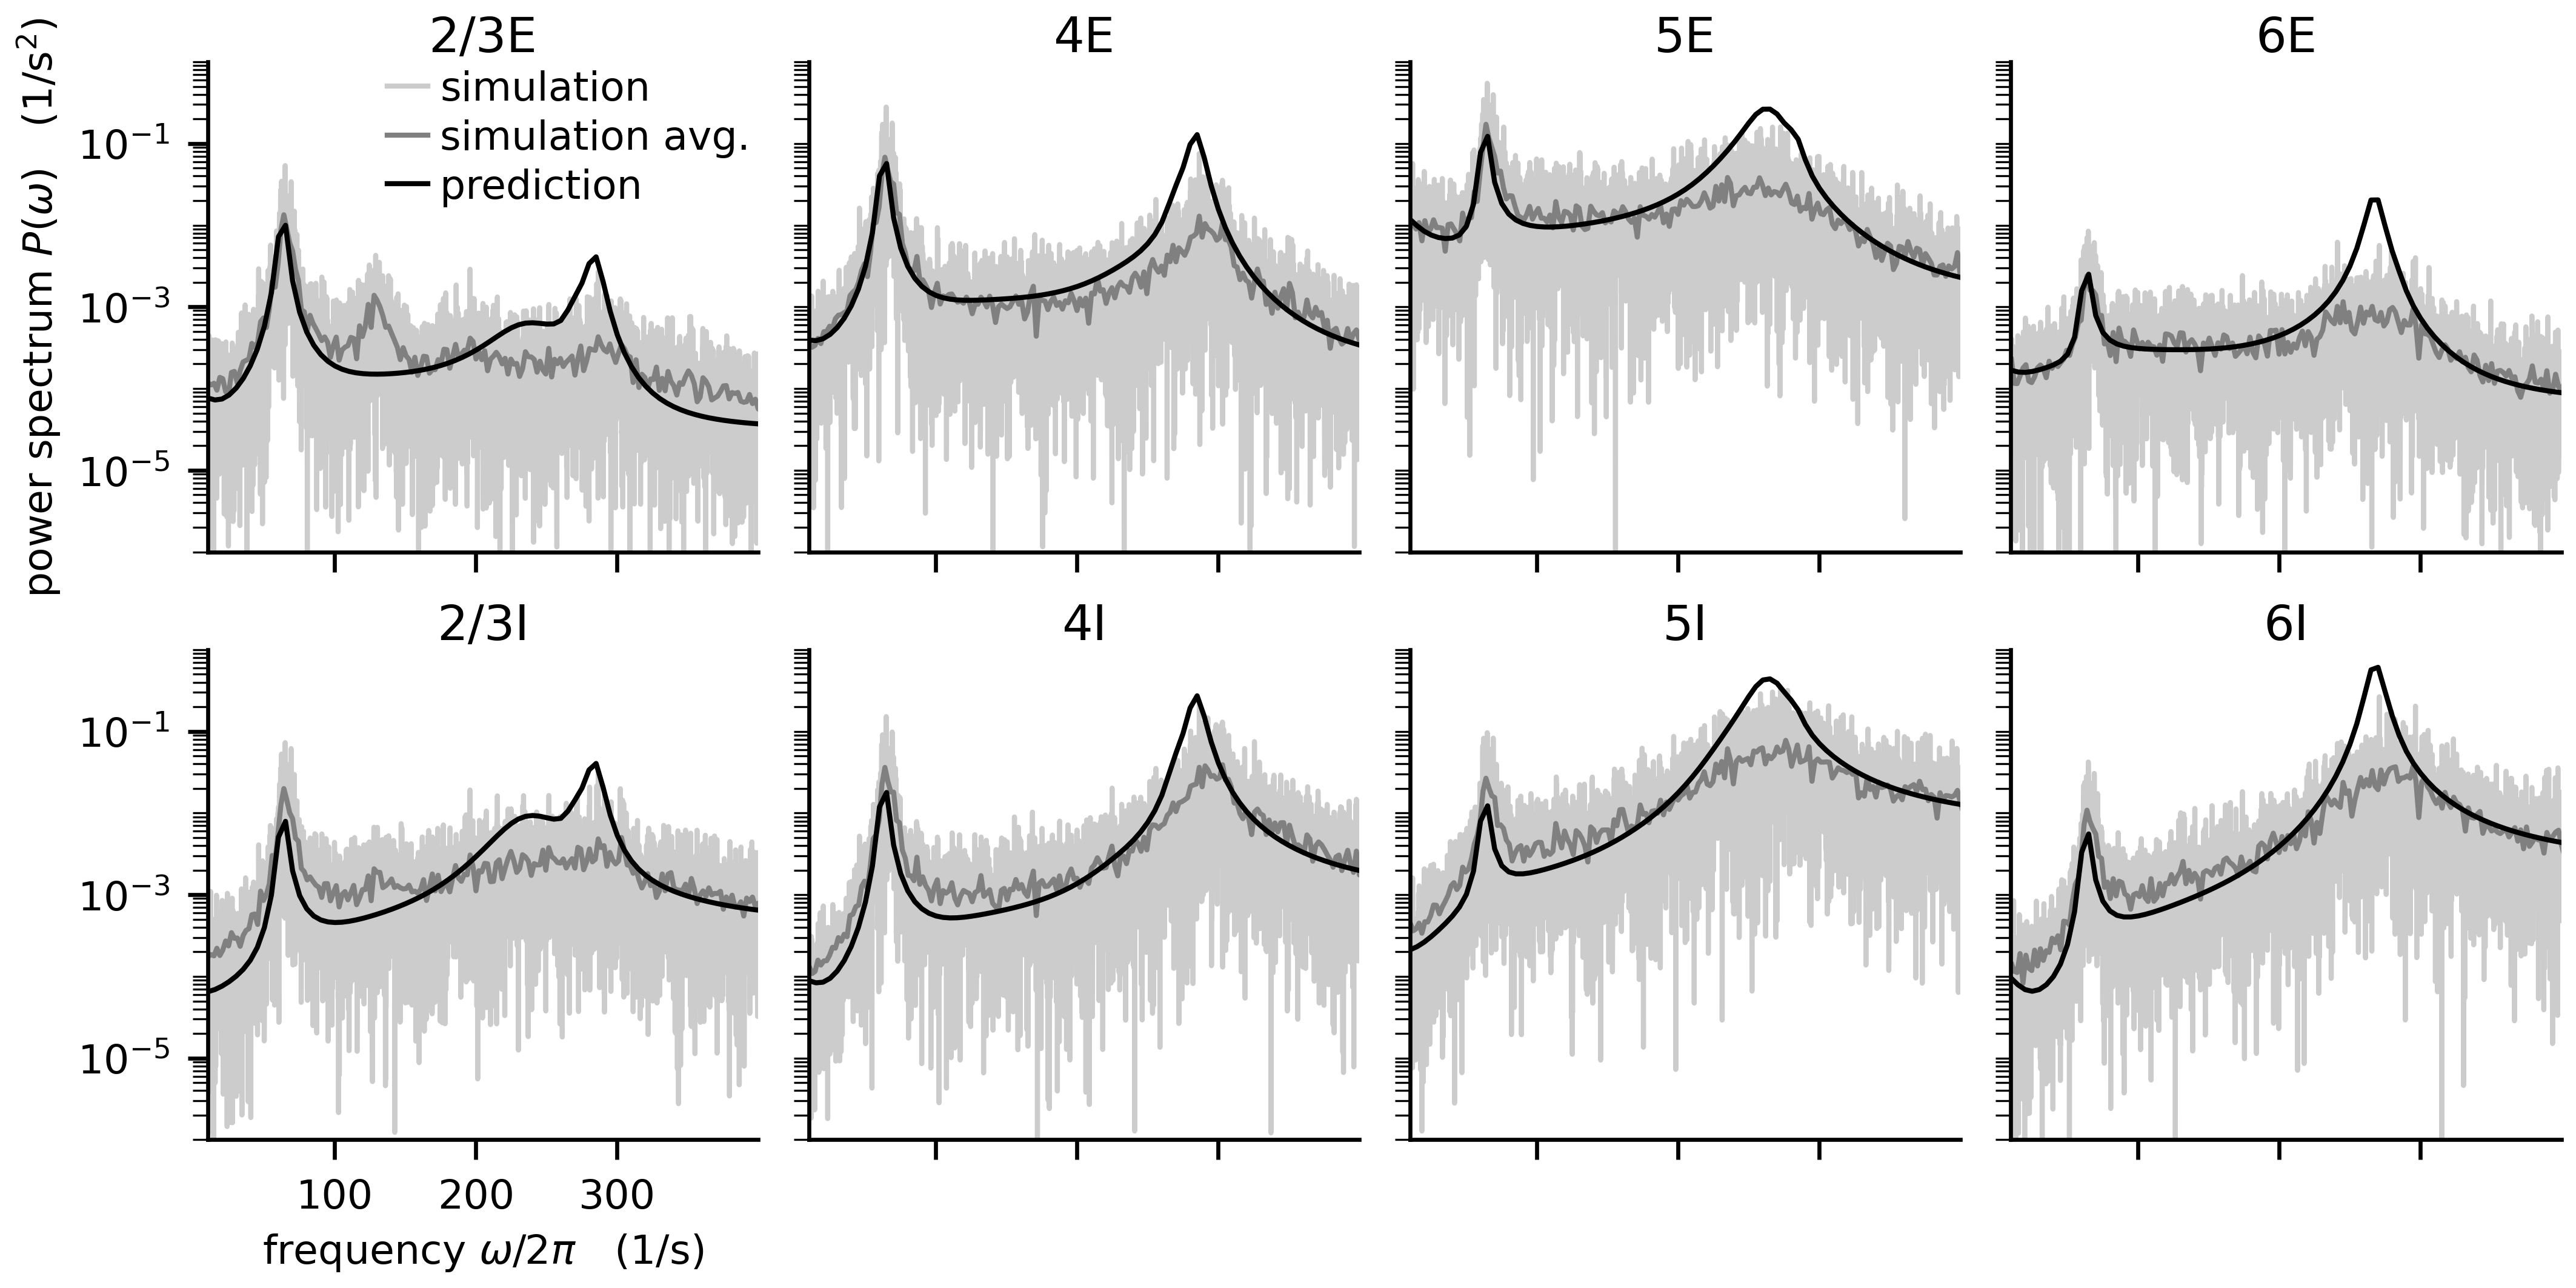 2/3E
4E
5E
6E
simulation
simulation avg.
prediction
power spectrum P(ω) (1/s²)
10⁻¹
10⁻³
10⁻⁵
2/3I
4I
5I
6I
10⁻¹
10⁻³
10⁻⁵
100 200 300
frequency ω/2π (1/s)